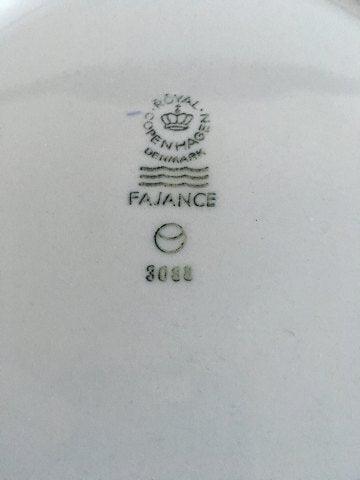 ROYAL
COPENHAGEN
DENMARK
FAJANCE
3088